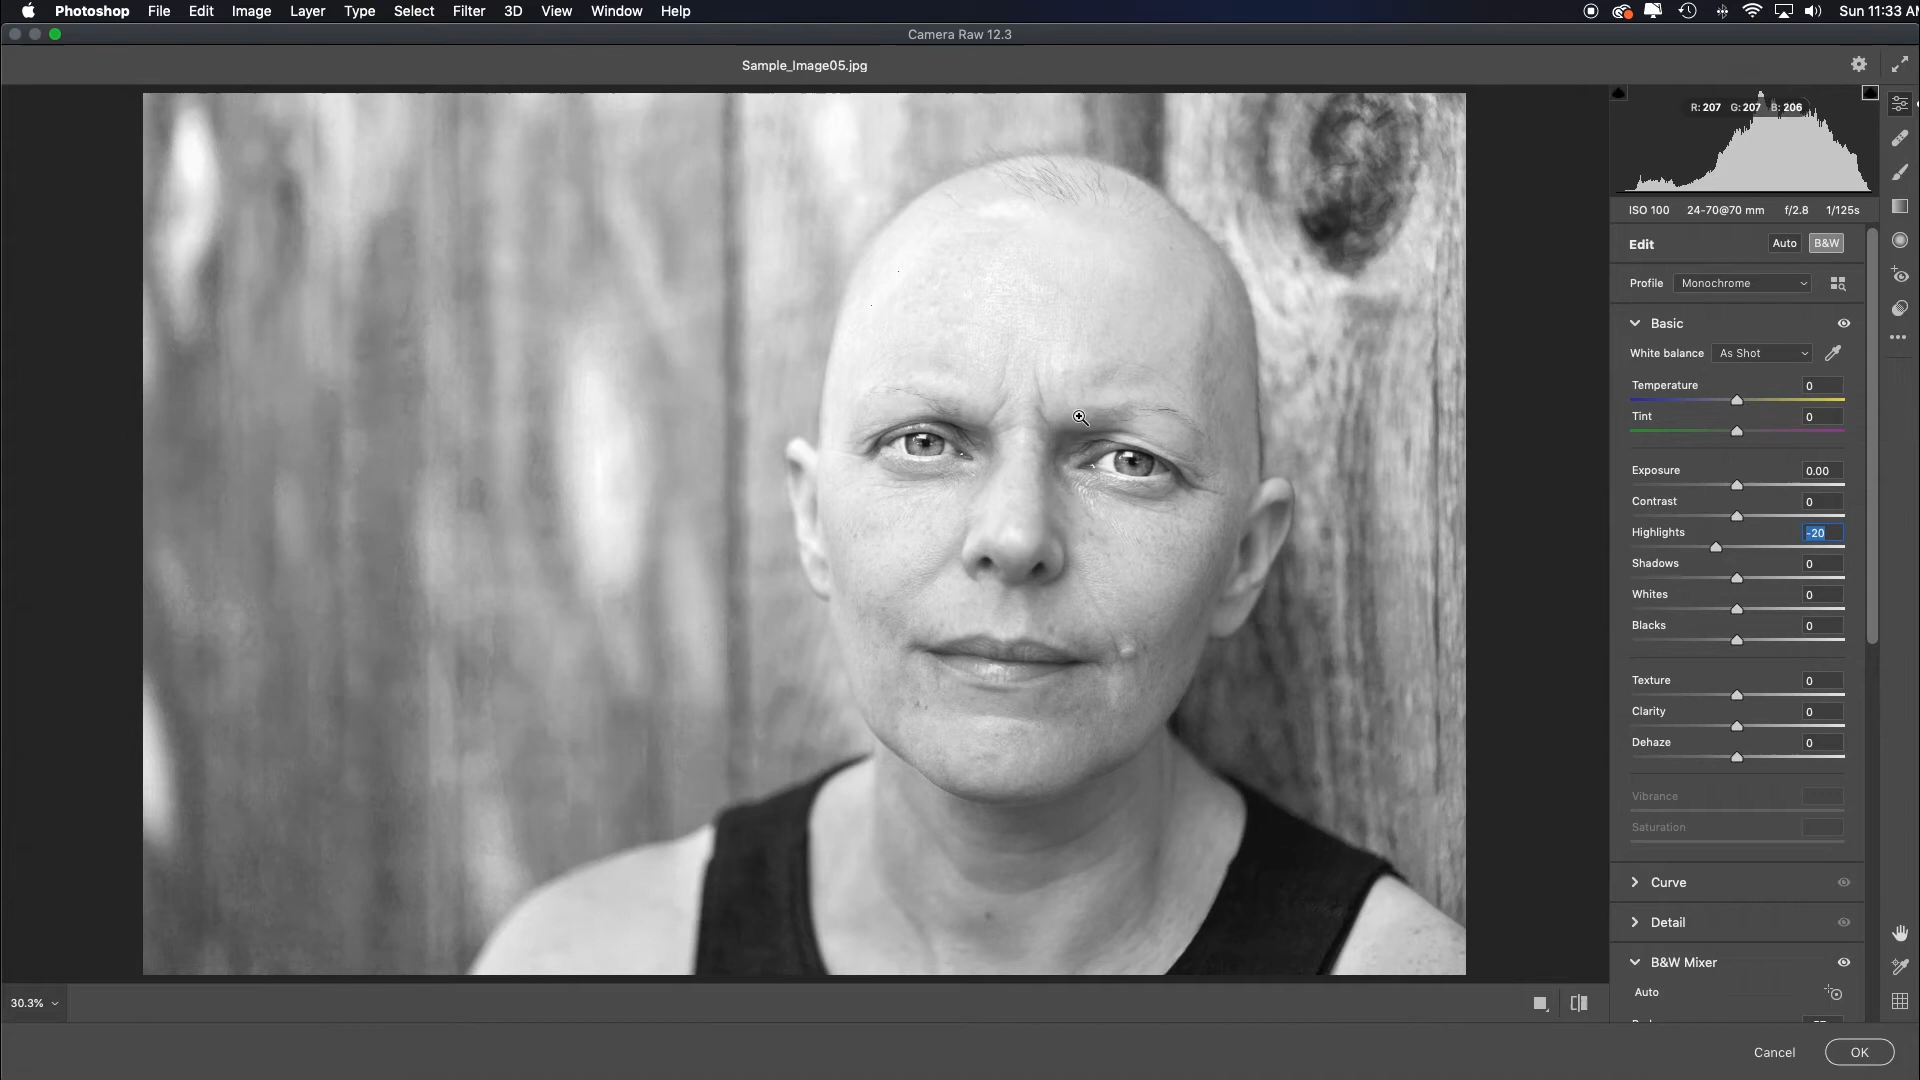 Photoshop File Edit Image Layer Type Select Filter 3D View Window Help Sun 11:33
Camera Raw 12.3
Sample_Image05.jpg
R: 207 G: 207 B: 206
ISO 100 24-70@70 mm f/2.8 1/125s
Edit Auto B&W
Profile Monochrome
Basic
White balance As Shot
Temperature 0
Tint 0
Exposure 0.00
Contrast 0
Highlights -20
Shadows 0
Whites 0
Blacks 0
Texture 0
Clarity 0
Dehaze 0
Vibrance
Saturation
Curve
Detail
B&W Mixer
Auto
30.3%
Cancel OK